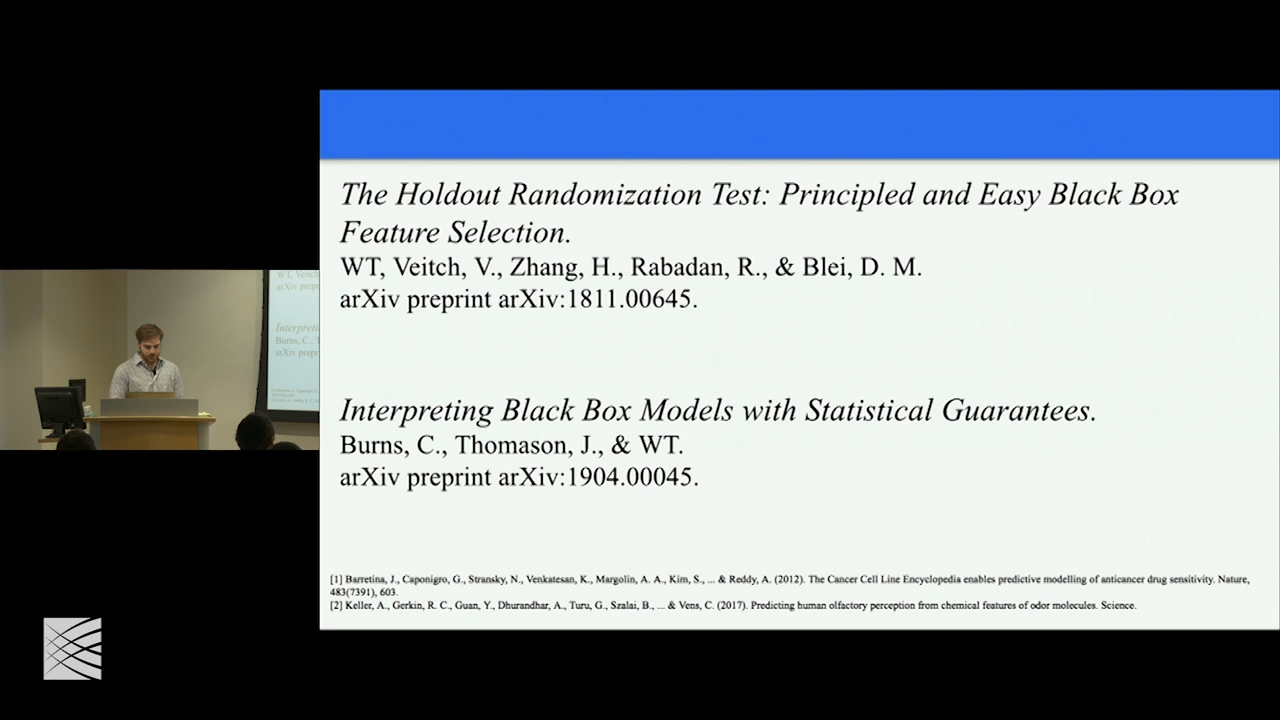 The Holdout Randomization Test: Principled and Easy Black Box
Feature Selection.
WT, Veitch, V., Zhang, H., Rabadan, R., & Blei, D. M.
arXiv preprint arXiv:1811.00645.
Interpreting Black Box Models with Statistical Guarantees.
Burns, C., Thomason, J., & WT.
arXiv preprint arXiv:1904.00045.
[1] Barretina, J., Caponigro, G., Stransky, N., Venkatesan, K., Margolin, A. A., Kim, S., ... & Reddy, A. (2012). The Cancer Cell Line Encyclopedia enables predictive modelling of anticancer drug sensitivity. Nature,
483(7391), 603.
[2] Keller, A., Gerkin, R. C., Guan, Y., Dhurandhar, A., Turu, G., Szalai, B., ... & Vens, C. (2017). Predicting human olfactory perception from chemical features of odor molecules. Science.